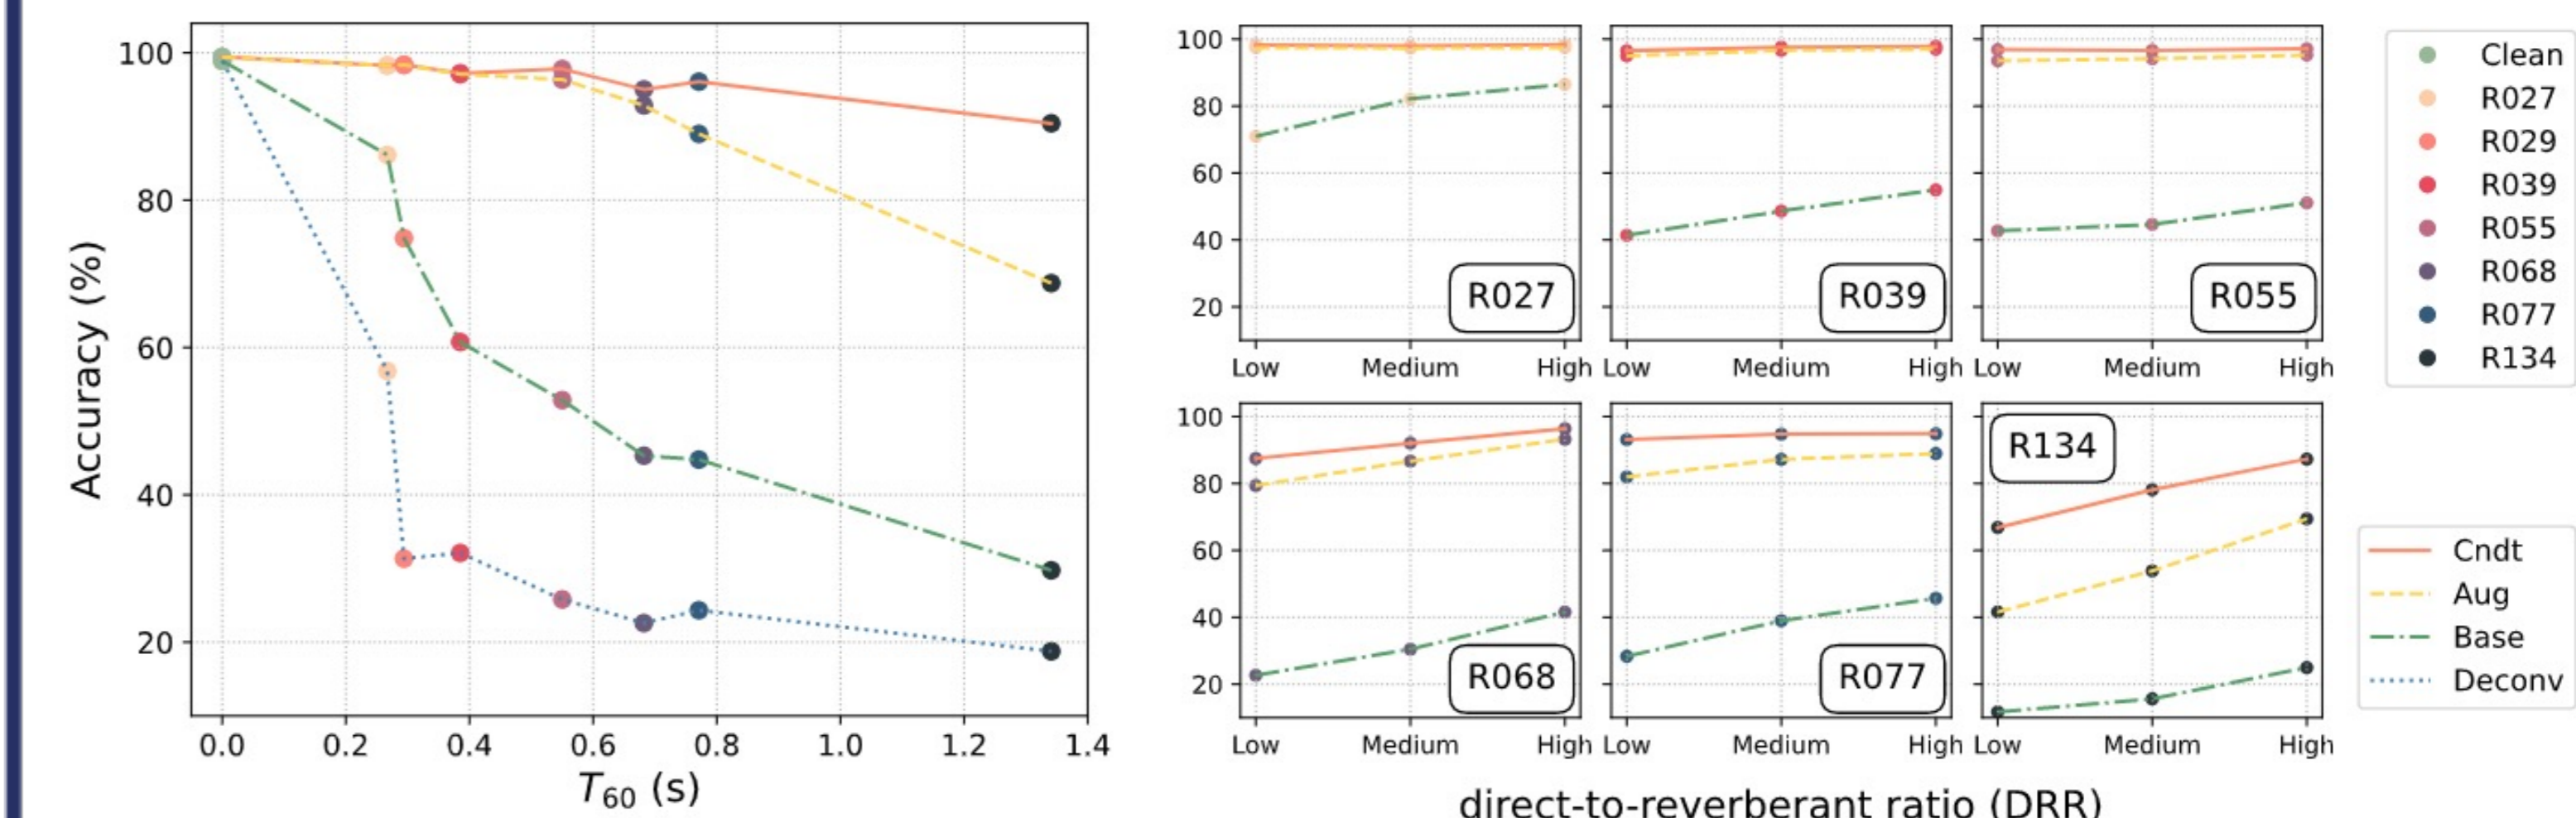 Accuracy (%)
100
80
60
40
20
0.0 0.2 0.4 0.6 0.8 1.0 1.2 1.4
T60 (s)
100
80
60
40
20
R027
R039
R055
Low Medium High Low Medium High Low Medium High
100
80
60
40
20
R068
R077
R134
Low Medium High Low Medium High Low Medium High
direct-to-reverberant ratio (DRR)
Clean
R027
R029
R039
R055
R068
R077
R134
Cndt
Aug
Base
Deconv